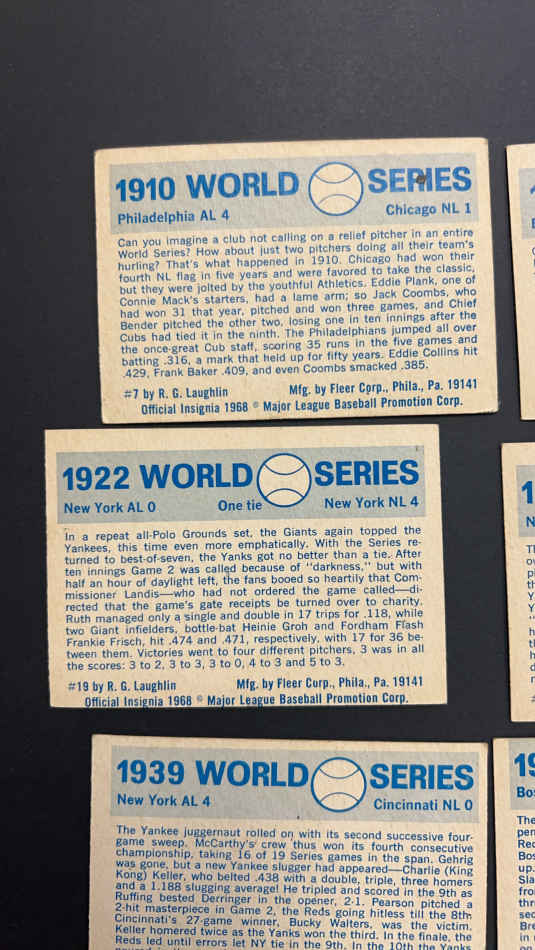 1910 WORLD SERIES
Philadelphia AL 4 Chicago NL 1
Can you imagine a club not calling on a relief pitcher in an entire
World Series? How about just two pitchers doing all their team's
hurling? That's what happened in 1910. Chicago had won their
fourth NL flag in five years and were favored to take the classic,
but they were jolted by the youthful Athletics. Eddie Plank, one of
Connie Mack's starters, had a lame arm; so Jack Coombs, who
had won 31 that year, pitched and won three games, and Chief
Bender pitched the other two, losing one in ten innings after the
Cubs had tied it in the ninth. The Philadelphians jumped all over
the once-great Cub staff, scoring 35 runs in the five games and
batting .316, a mark that held up for fifty years. Eddie Collins hit
.429, Frank Baker .409, and even Coombs smacked .385.
#7 by R. G. Laughlin Mfg. by Fleer Corp., Phila., Pa. 19141
Official Insignia 1968 © Major League Baseball Promotion Corp.
1922 WORLD SERIES
New York AL 0 One tie New York NL 4
In a repeat all-Polo Grounds set, the Giants again topped the
Yankees, this time even more emphatically. With the Series re-
turned to best-of-seven, the Yanks got no better than a tie. After
ten innings Game 2 was called because of "darkness," but with
half an hour of daylight left, the fans booed so heartily that Com-
missioner Landis—who had not ordered the game called—di-
rected that the game's gate receipts be turned over to charity.
Ruth managed only a single and double in 17 trips for .118, while
two Giant infielders, bottle-bat Heinie Groh and Fordham Flash
Frankie Frisch, hit .474 and .471, respectively, with 17 for 36 be-
tween them. Victories went to four different pitchers, 3 was in all
the scores: 3 to 2, 3 to 3, 3 to 0, 4 to 3 and 5 to 3.
#19 by R. G. Laughlin Mfg. by Fleer Curp., Phila., Pa. 19141
Official Insignia 1968 © Major League Baseball Promotion Corp.
1939 WORLD SERIES
New York AL 4 Cincinnati NL 0
The Yankee juggernaut rolled on with its second successive four-
game sweep. McCarthy's crew thus won its fourth consecutive
championship, taking 16 of 19 Series games in the span. Gehrig
was gone, but a new Yankee slugger had appeared—Charlie (King
Kong) Keller, who belted .438 with a double, triple, three homers
and a 1.188 slugging average! He tripled and scored in the 9th as
Ruffing bested Derringer in the opener, 2-1. Pearson pitched a
2-hit masterpiece in Game 2, the Reds going hitless till the 8th
Cincinnati's 27-game winner, Bucky Walters, was the victim.
Keller homered twice as the Yanks won the third. In the finale, the
Reds led until errors let NY tie in the 9th. In the 10th the Yanks